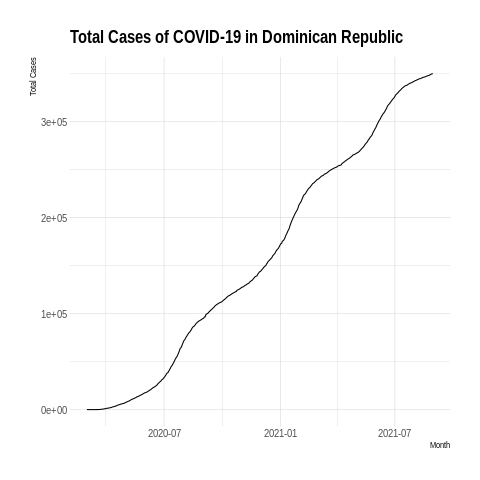 Total Cases of COVID-19 in Dominican Republic
Total Cases
3e+05
2e+05
1e+05
0e+00
2020-07 2021-01 2021-07
Month